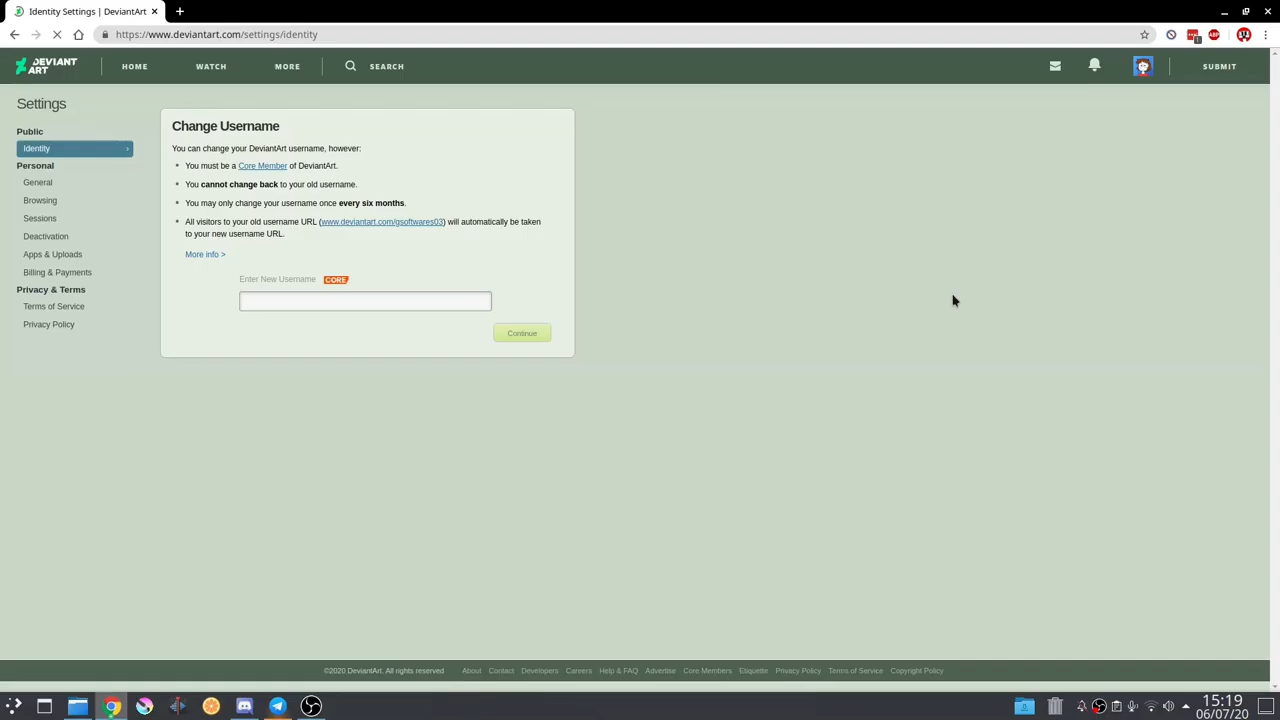 Identity Settings | DeviantArt
https://www.deviantart.com/settings/identity
1
ABP
DEVIANT
ART
HOME
WATCH
MORE
SEARCH
SUBMIT
Settings
Public
Identity
Personal
General
Browsing
Sessions
Deactivation
Apps & Uploads
Billing & Payments
Privacy & Terms
Terms of Service
Privacy Policy
Change Username
You can change your DeviantArt username, however:
• You must be a Core Member of DeviantArt.
• You cannot change back to your old username.
• You may only change your username once every six months.
• All visitors to your old username URL (www.deviantart.com/gsoftwares03) will automatically be taken
to your new username URL.
More info >
Enter New Username CORE
Continue
©2020 DeviantArt. All rights reserved
About Contact Developers Careers Help & FAQ Advertise Core Members Etiquette Privacy Policy Terms of Service Copyright Policy
0
15:19
06/07/20